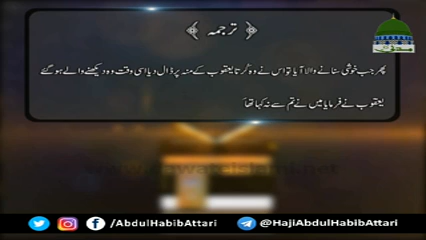 ترجمہ
پھر جب خوشی سنانے والا آیا تو اس نے وہ کُرتا یعقوب کے منہ پر ڈال دیا اسی وقت وہ دیکھنے والے ہو گئے
یعقوب نے فرمایا میں نے تم سے نہ کہا تھا
/AbdulHabibAttari
@HajiAbdulHabibAttari